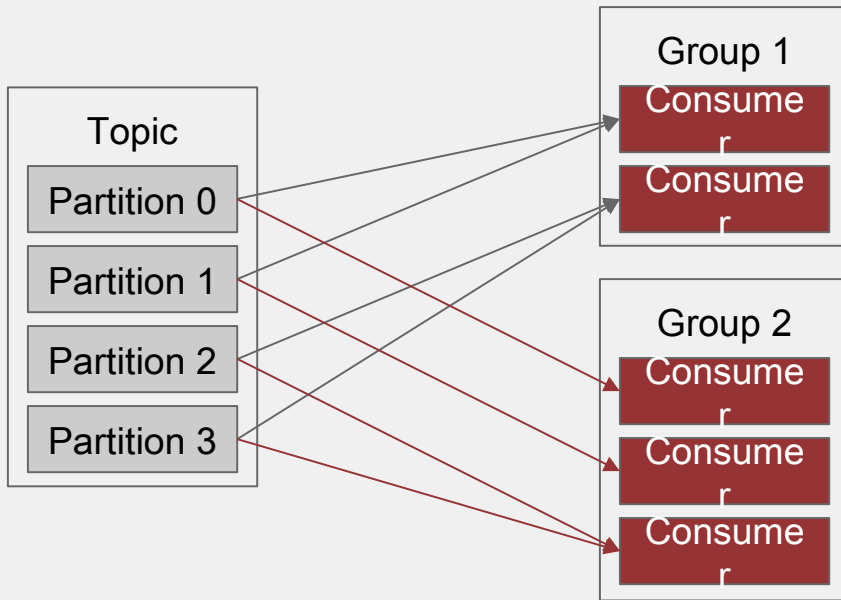 Topic
Partition 0
Partition 1
Partition 2
Partition 3
Group 1
Consume
r
Consume
r
Group 2
Consume
r
Consume
r
Consume
r